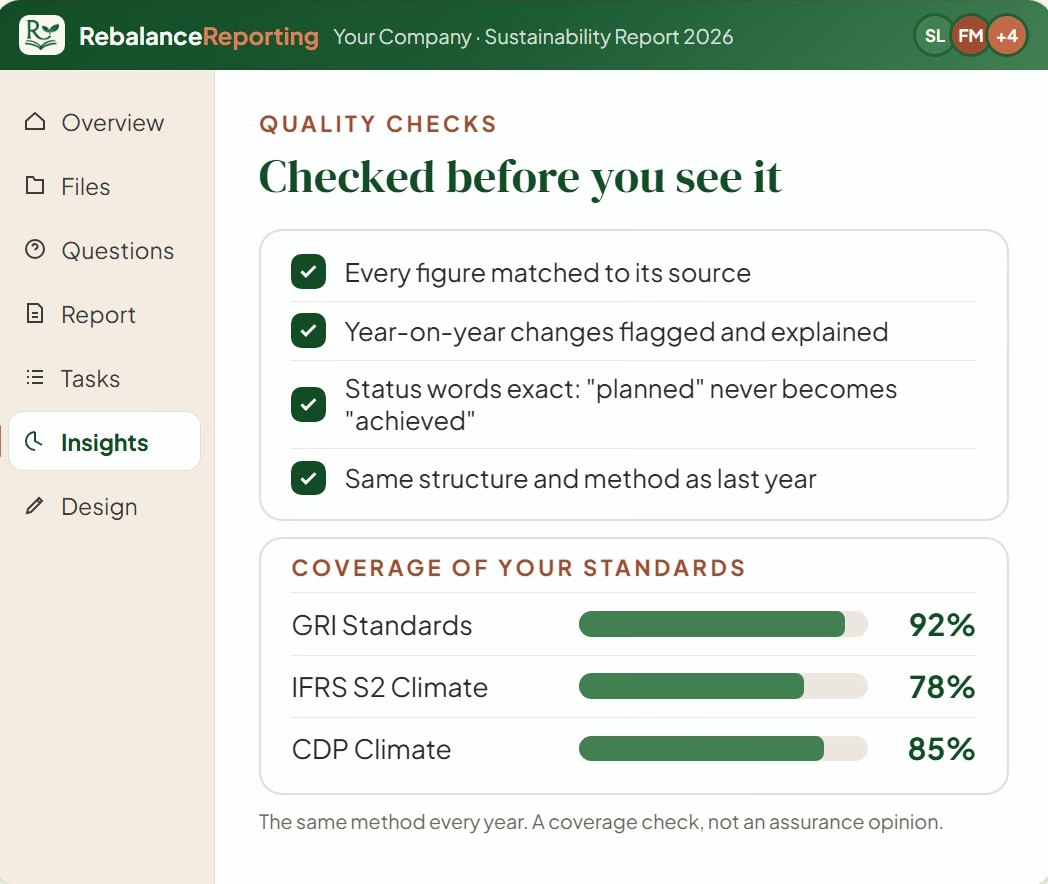 RebalanceReporting Your Company · Sustainability Report 2026 SL FM +4
Overview
Files
Questions
Report
Tasks
Insights
Design
QUALITY CHECKS
Checked before you see it
Every figure matched to its source
Year-on-year changes flagged and explained
Status words exact: "planned" never becomes
"achieved"
Same structure and method as last year
COVERAGE OF YOUR STANDARDS
GRI Standards 92%
IFRS S2 Climate 78%
CDP Climate 85%
The same method every year. A coverage check, not an assurance opinion.